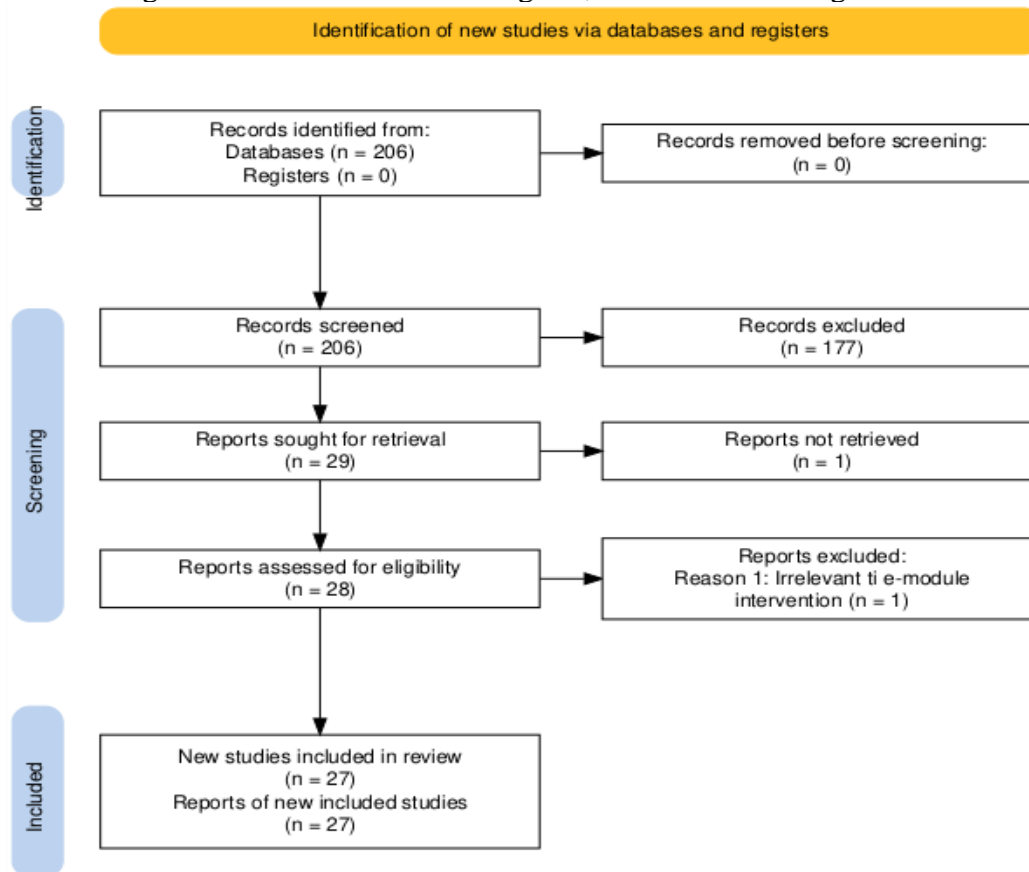 Identification of new studies via databases and registers
Identification
Records identified from:
Databases (n = 206)
Registers (n = 0)
Records removed before screening:
(n = 0)
Screening
Records screened
(n = 206)
Records excluded
(n = 177)
Reports sought for retrieval
(n = 29)
Reports not retrieved
(n = 1)
Reports assessed for eligibility
(n = 28)
Reports excluded:
Reason 1: Irrelevant ti e-module
intervention (n = 1)
Included
New studies included in review
(n = 27)
Reports of new included studies
(n = 27)